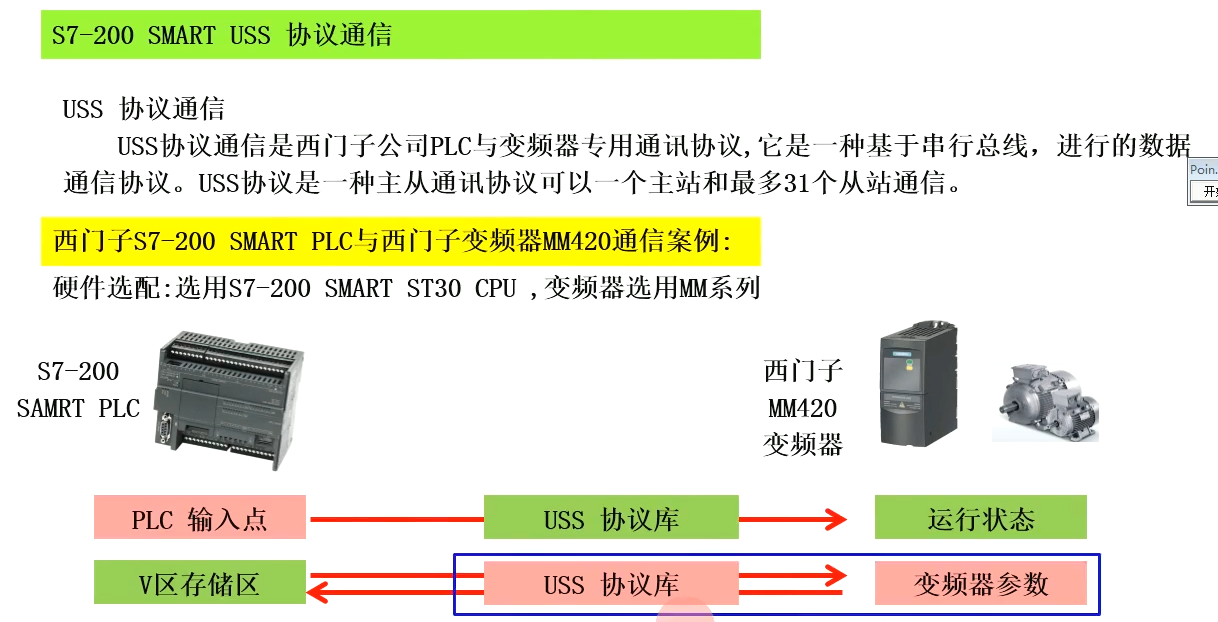 S7-200 SMART USS 协议通信
USS 协议通信
USS协议通信是西门子公司PLC与变频器专用通讯协议,它是一种基于串行总线，进行的数据
通信协议。USS协议是一种主从通讯协议可以一个主站和最多31个从站通信。
Poin.
西门子S7-200 SMART PLC与西门子变频器MM420通信案例:
硬件选配:选用S7-200 SMART ST30 CPU ,变频器选用MM系列
S7-200
SAMRT PLC
西门子
MM420
变频器
PLC 输入点
USS 协议库
运行状态
V区存储区
USS 协议库
变频器参数